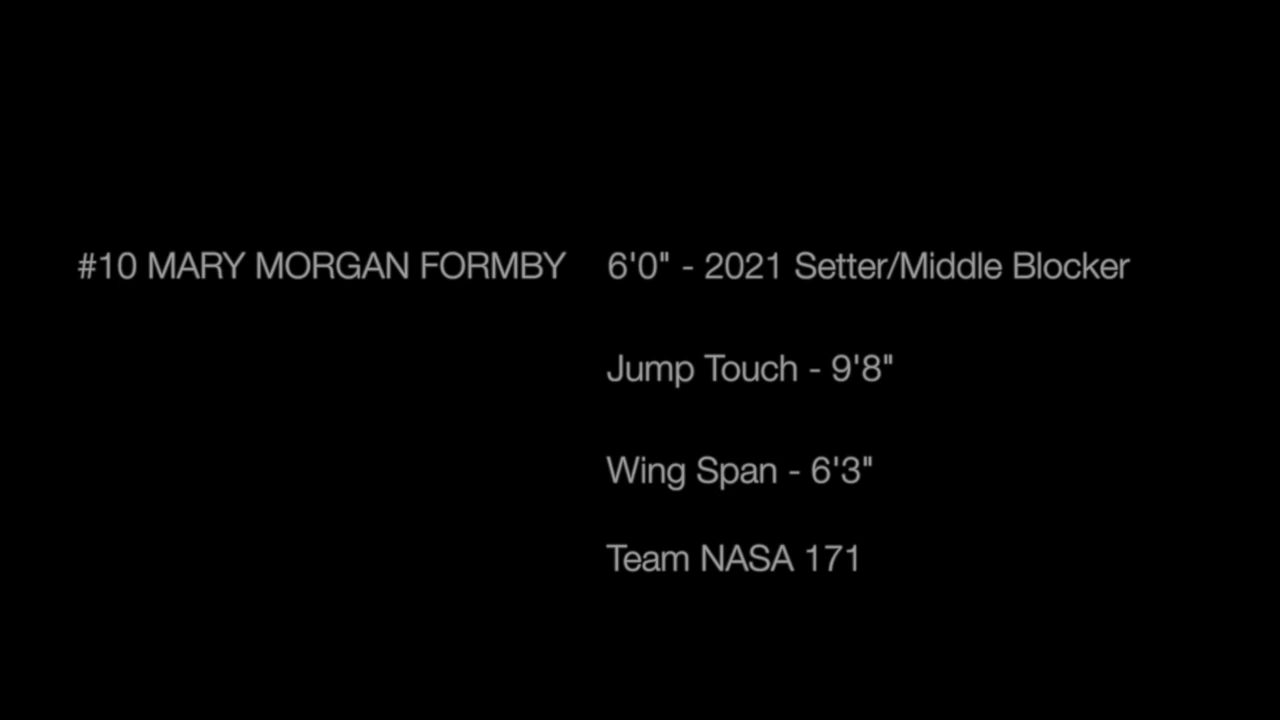 #10 MARY MORGAN FORMBY 6'0" - 2021 Setter/Middle Blocker
Jump Touch - 9'8"
Wing Span - 6'3"
Team NASA 171